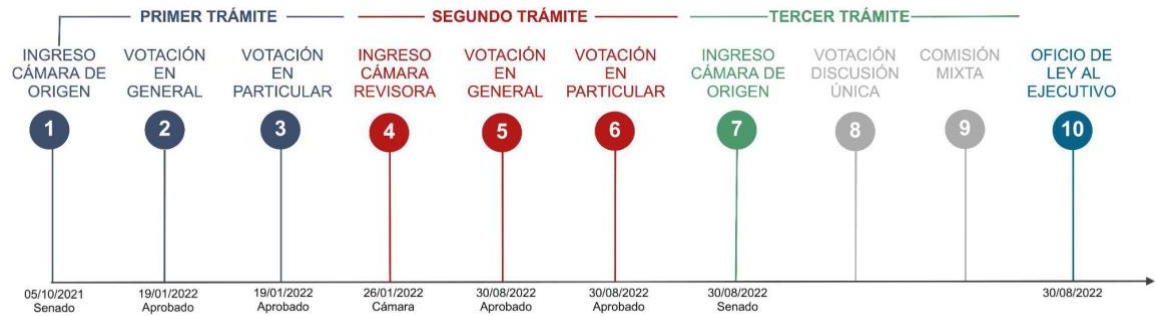 PRIMER TRÁMITE
SEGUNDO TRÁMITE
TERCER TRÁMITE
INGRESO
CÁMARA DE
ORIGEN
1
VOTACIÓN
EN
GENERAL
2
VOTACIÓN
EN
PARTICULAR
3
INGRESO
CÁMARA
REVISORA
4
VOTACIÓN
EN
GENERAL
5
VOTACIÓN
EN
PARTICULAR
6
INGRESO
CÁMARA DE
ORIGEN
7
VOTACIÓN
DISCUSIÓN
ÚNICA
8
COMISIÓN
MIXTA
9
OFICIO DE
LEY AL
EJECUTIVO
10
05/10/2021
Senado
19/01/2022
Aprobado
19/01/2022
Aprobado
26/01/2022
Cámara
30/08/2022
Aprobado
30/08/2022
Aprobado
30/08/2022
Senado
30/08/2022